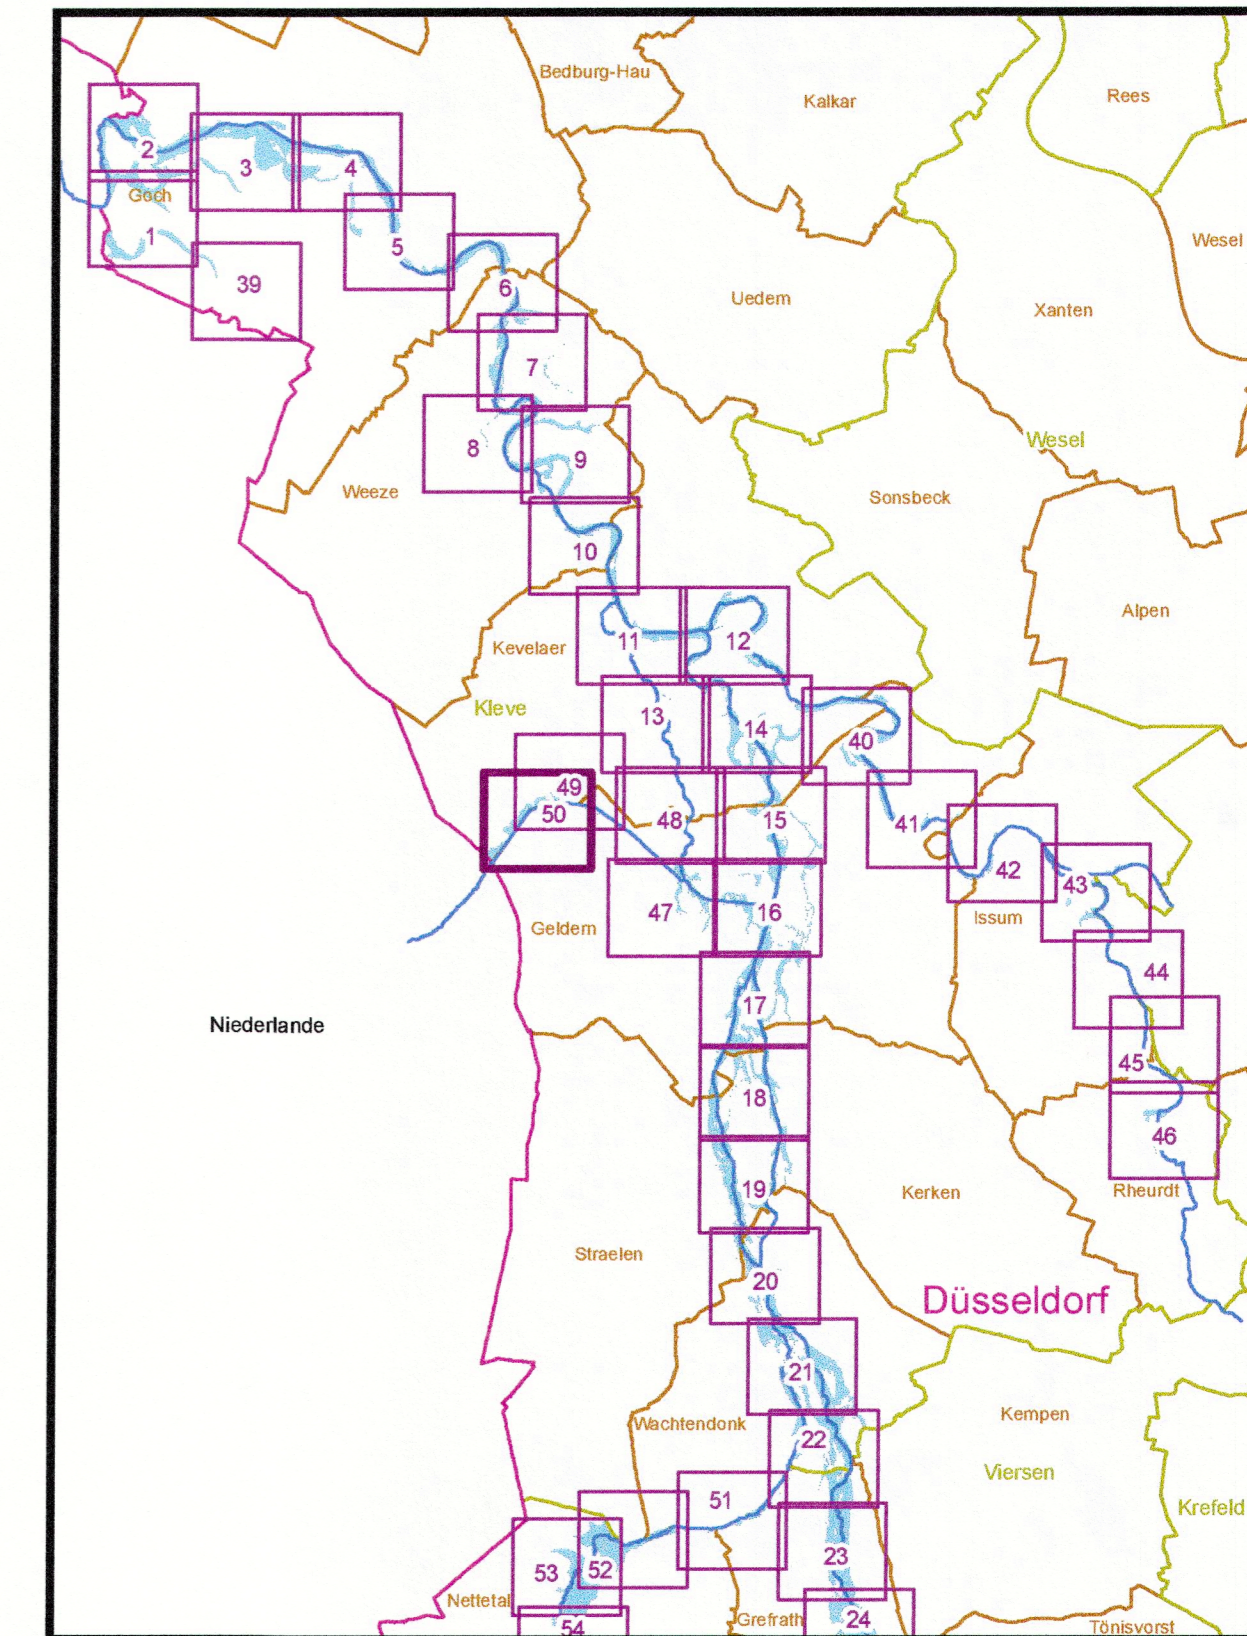 Bedburg-Hau
Kalkar
Rees
2
3
4
Goch
1
5
Wesel
39
6
Uedem
Xanten
7
8
9
Wesel
Weeze
Sonsbeck
10
Alpen
11
12
Kevelaer
Kleve
13
14
40
49
50
48
15
41
42
43
47
16
Issum
Geldern
44
17
Niederlande
45
18
46
19
Kerken
Rheurdt
Straelen
20
Düsseldorf
21
Kempen
Wachtendonk
22
Viersen
51
Krefeld
23
53
52
Nettetal
24
Grefrath
54
Tönisvorst